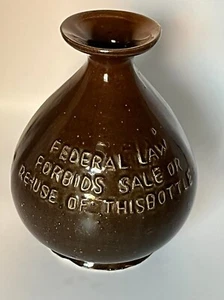 FEDERAL LAW
FORBIDS SALE OR
RE-USE OF THISBOTTLE